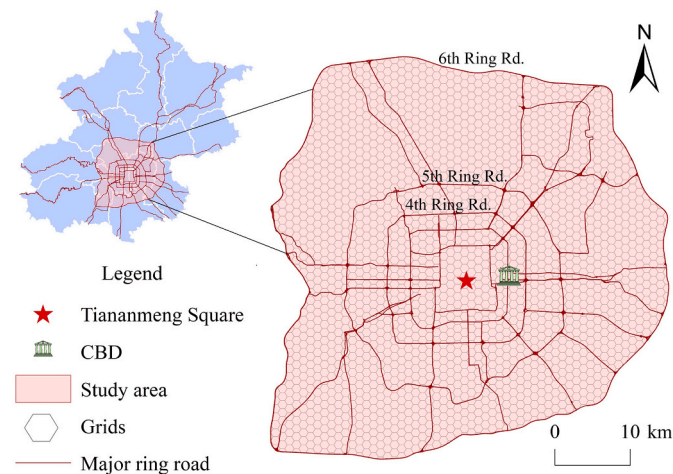 6th Ring Rd.
N
5th Ring Rd.
4th Ring Rd.
Legend
Tiananmeng Square
CBD
Study area
Grids
Major ring road
0 10 km